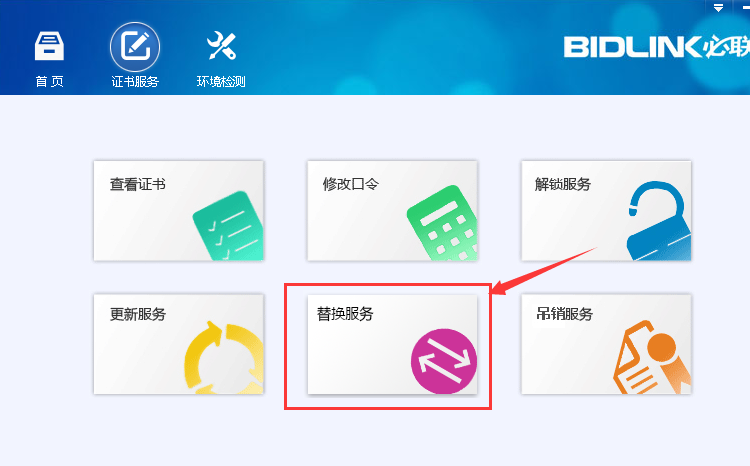 BIDLINK必联
首 页
证书服务
环境检测
查看证书
修改口令
解锁服务
更新服务
替换服务
吊销服务